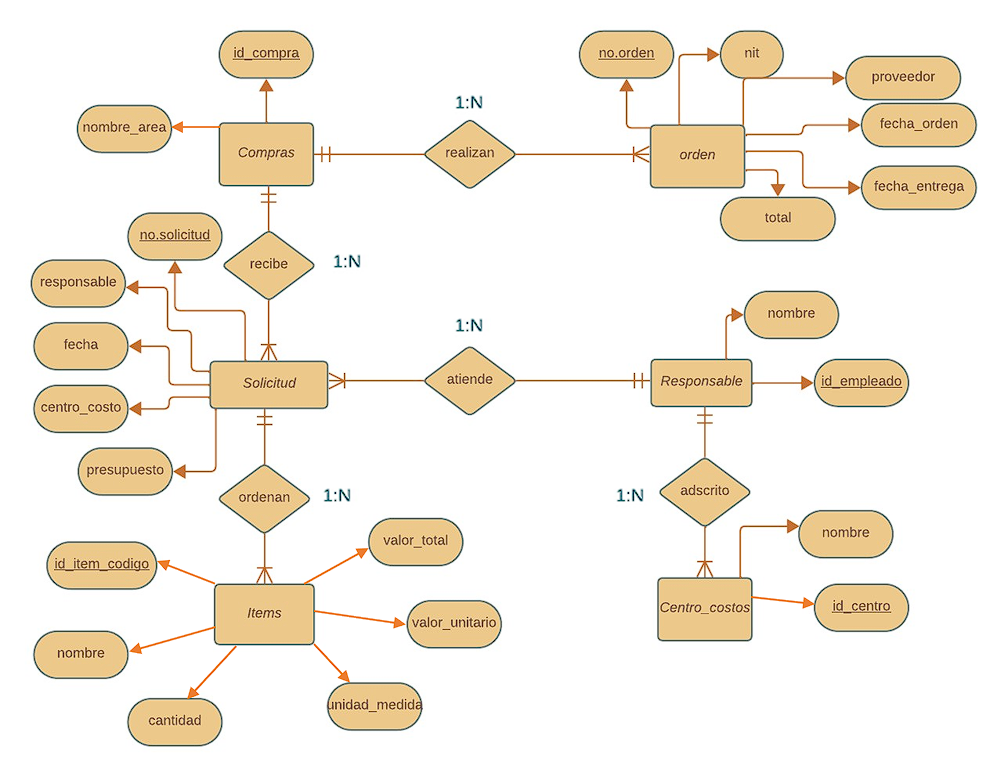 id_compra
no.orden
nit
proveedor
nombre_area
1:N
fecha_orden
Compras
realizan
orden
fecha_entrega
total
no.solicitud
recibe
1:N
responsable
nombre
fecha
1:N
Solicitud
atiende
Responsable
id_empleado
centro_costo
presupuesto
ordenan
1:N
1:N
adscrito
valor_total
nombre
id_item_codigo
Items
Centro_costos
id_centro
valor_unitario
nombre
unidad_medida
cantidad